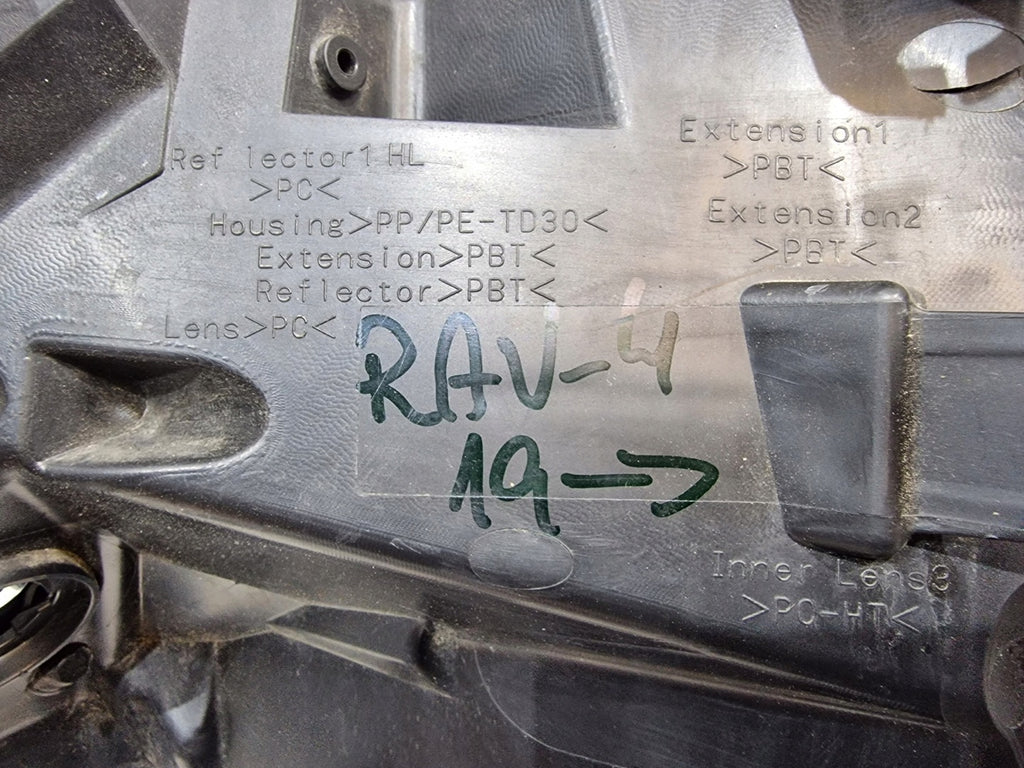 Reflector1 HL
>PC<
Housing>PP/PE-TD30<
Extension>PBT<
Reflector>PBT<
Lens>PC<
Extension1
>PBT<
Extension2
>PBT<
RAV-4
19→
Inner Lens3
>PC-HT<